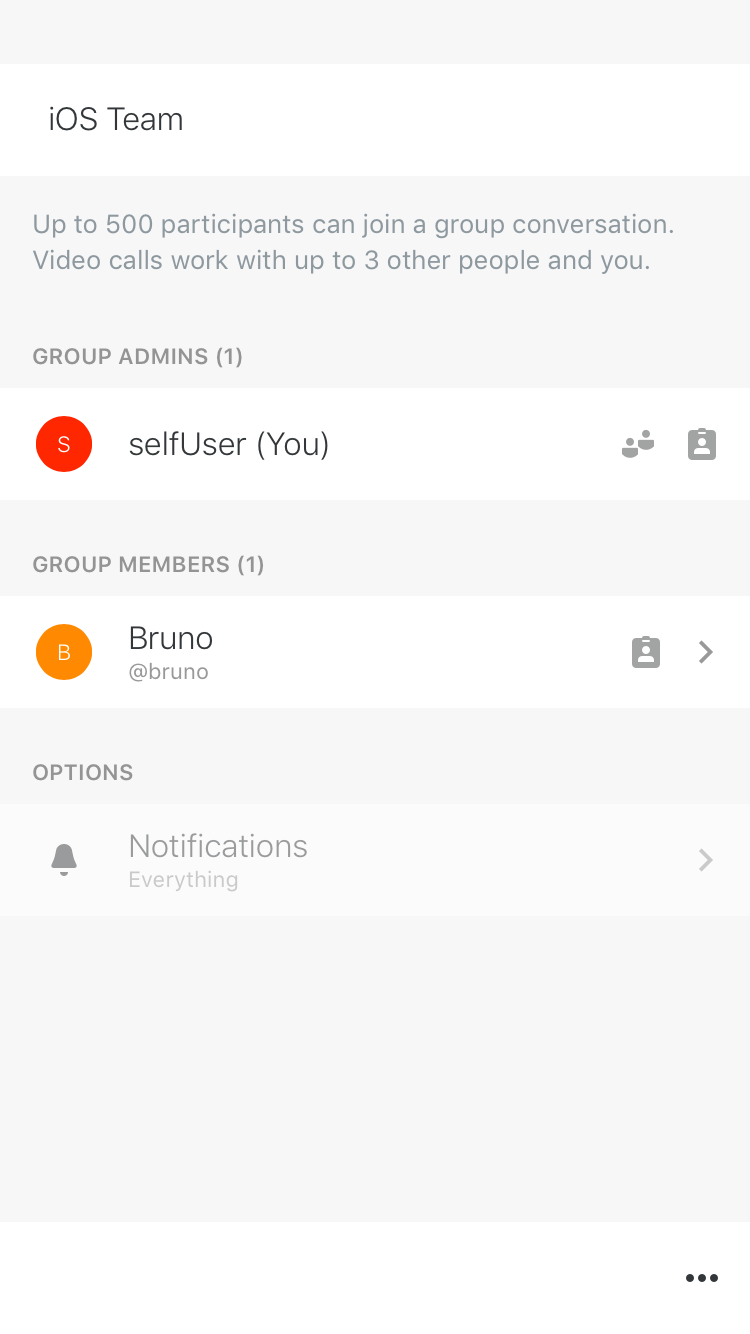 iOS Team
Up to 500 participants can join a group conversation.
Video calls work with up to 3 other people and you.
GROUP ADMINS (1)
S
selfUser (You)
GROUP MEMBERS (1)
B
Bruno
@bruno
OPTIONS
Notifications
Everything